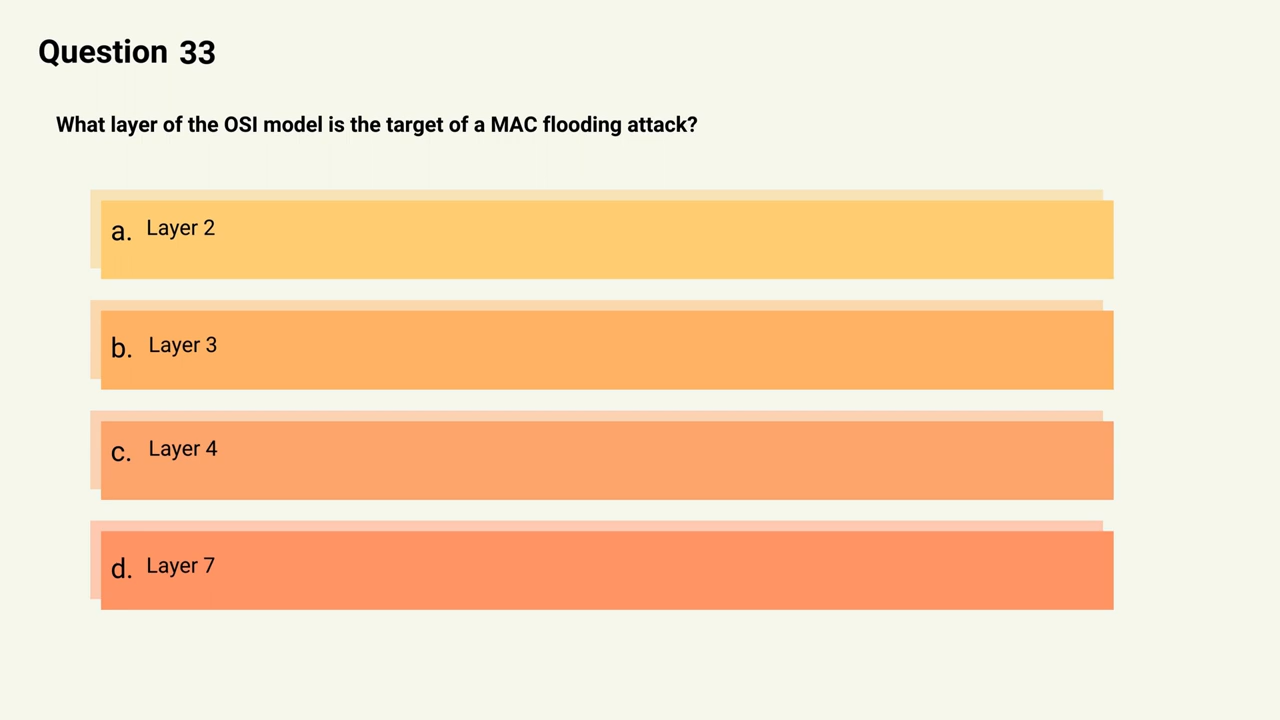 Question 33
What layer of the OSI model is the target of a MAC flooding attack?
a. Layer 2
b. Layer 3
c. Layer 4
d. Layer 7